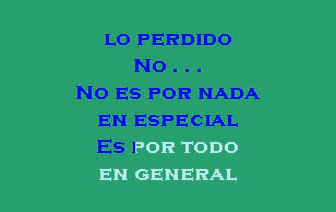 LO PERDIDO
NO . . .
NO ES POR NADA
EN ESPECIAL
ES POR TODO
EN GENERAL